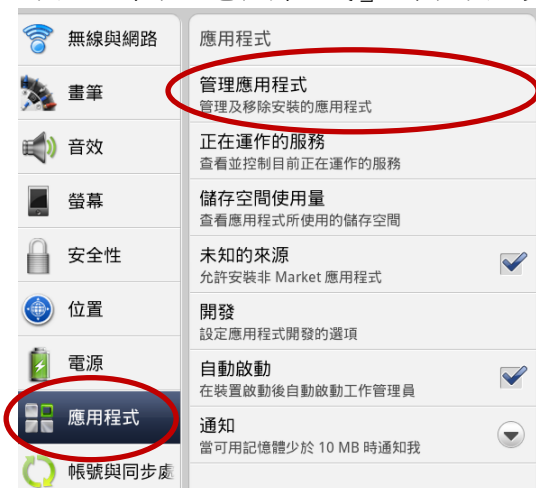 無線與網路
畫筆
音效
螢幕
安全性
位置
電源
應用程式
帳號與同步處
應用程式
管理應用程式
管理及移除安裝的應用程式
正在運作的服務
查看並控制目前正在運作的服務
儲存空間使用量
查看應用程式所使用的儲存空間
未知的來源
允許安裝非 Market 應用程式
開發
設定應用程式開發的選項
自動啟動
在裝置啟動後自動啟動工作管理員
通知
當可用記憶體少於 10 MB 時通知我